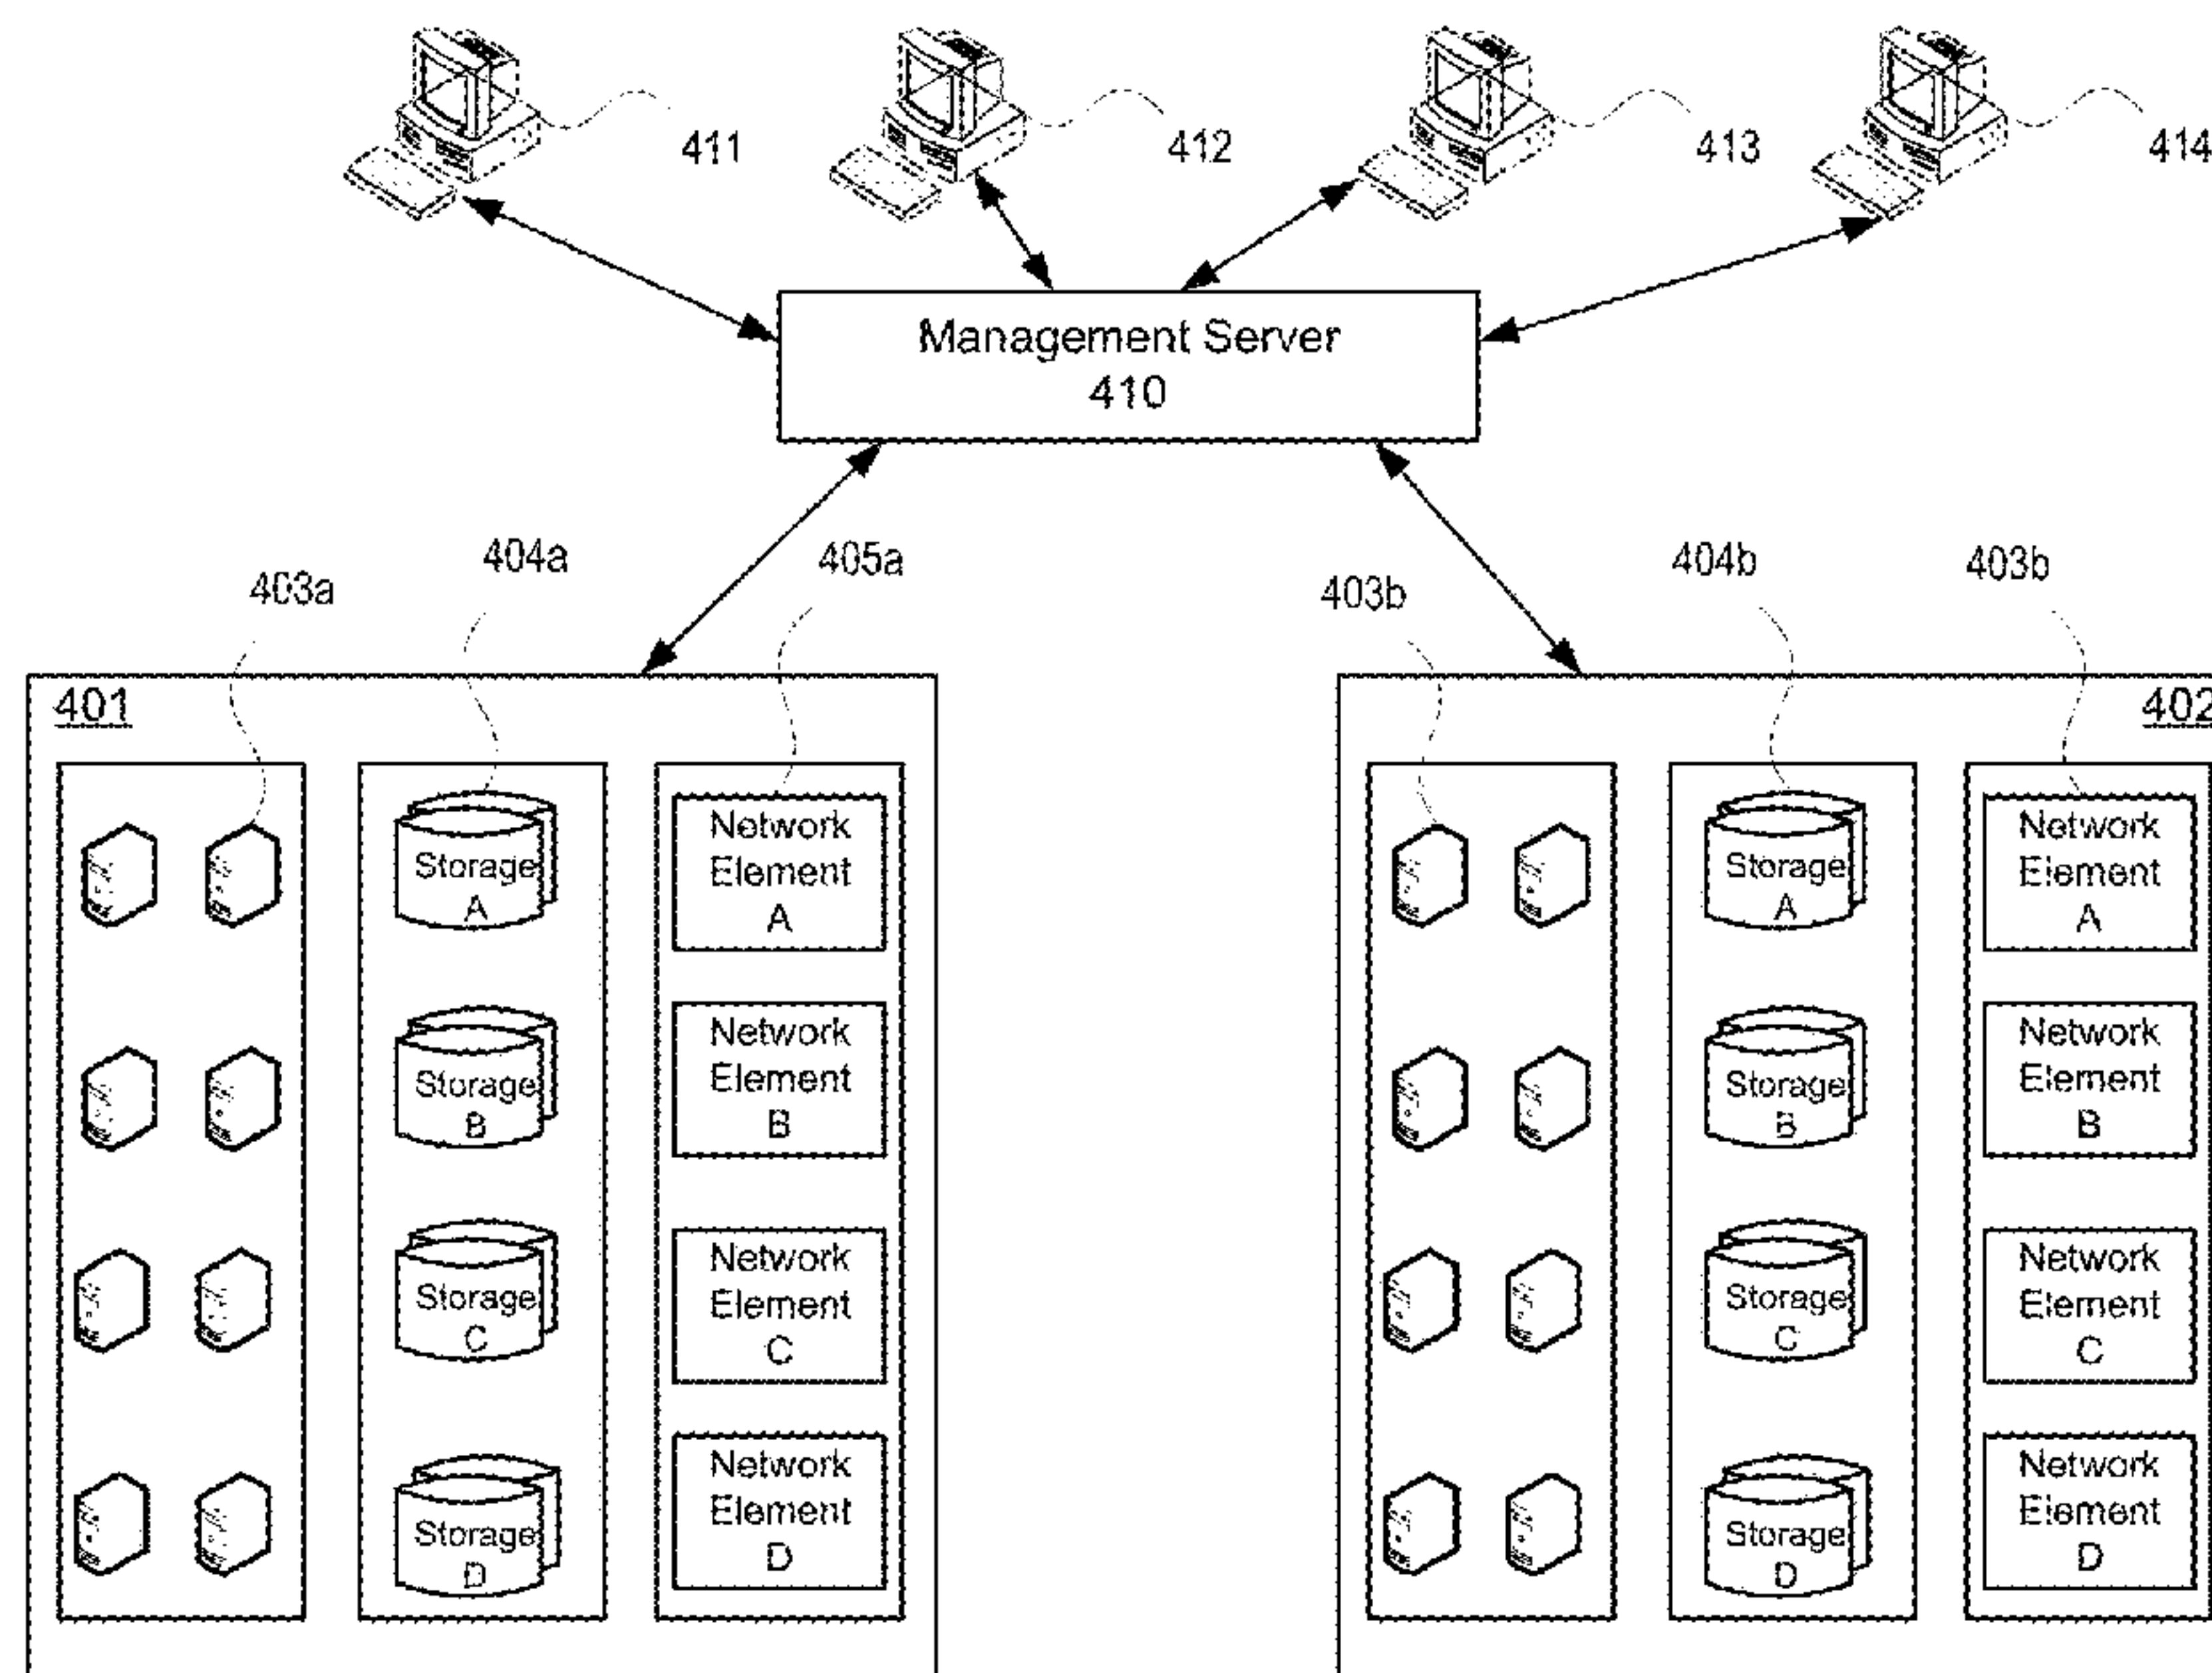 411
412
413
414
Management Server
410
403a
404a
405a
403b
404b
403b
401
Storage
A
Network
Element
A
Storage
B
Network
Element
B
Storage
C
Network
Element
C
Storage
D
Network
Element
D
402
Storage
A
Network
Element
A
Storage
B
Network
Element
B
Storage
C
Network
Element
C
Storage
D
Network
Element
D